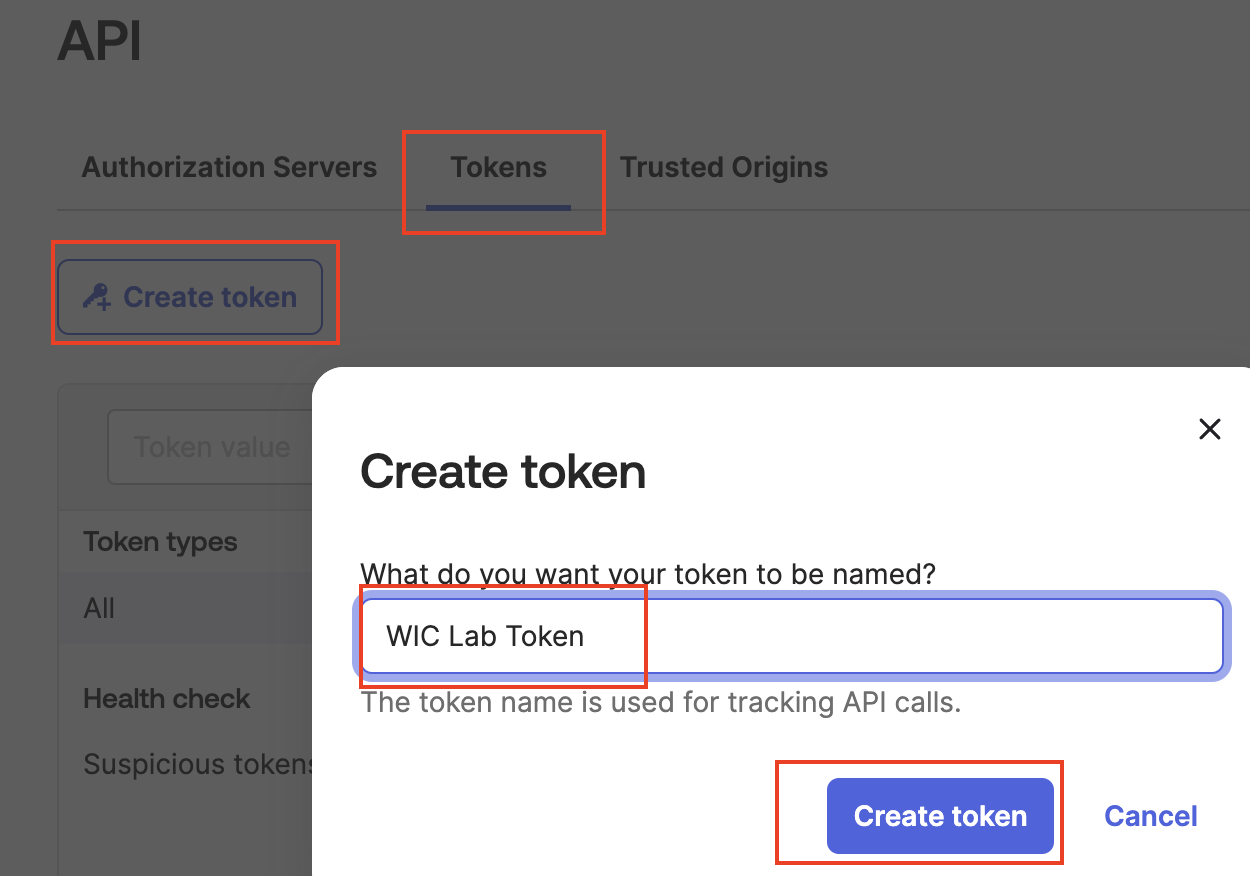 API
Authorization Servers
Tokens
Trusted Origins
Create token
Token value
Token types
All
Health check
Suspicious tokens
Create token
What do you want your token to be named?
WIC Lab Token
The token name is used for tracking API calls.
Create token
Cancel